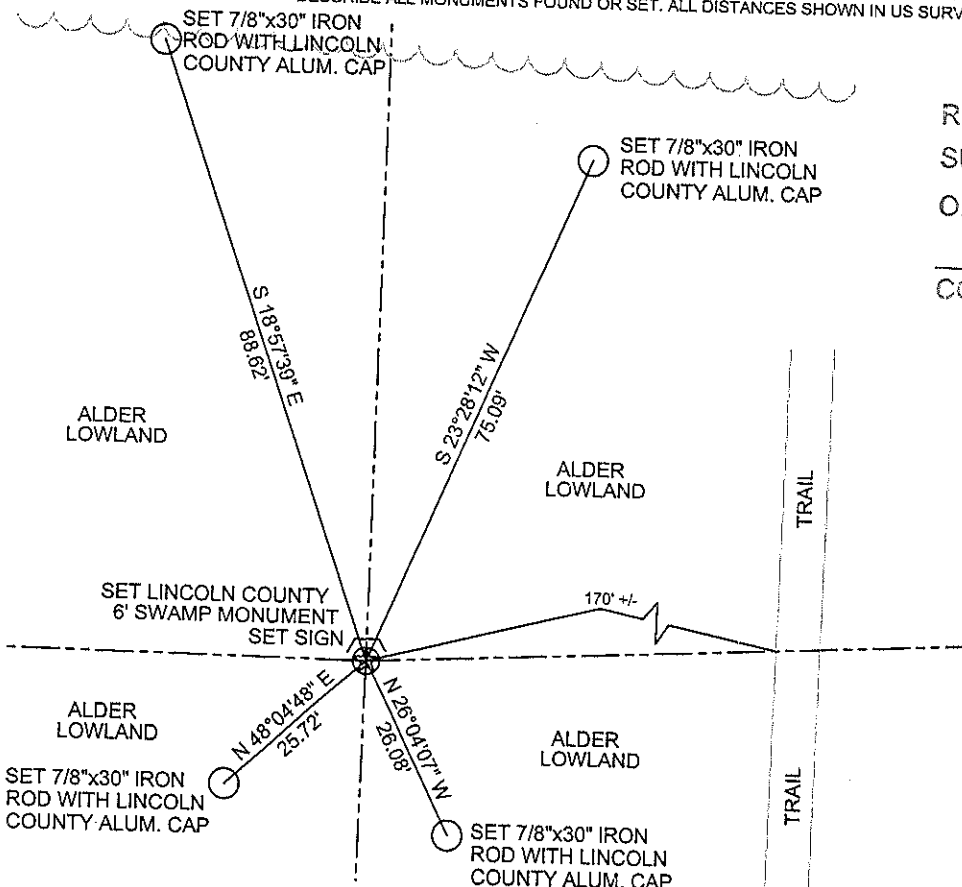 DESCRIBE ALL MONUMENTS FOUND OR SET. ALL DISTANCES SHOWN IN US SURV
SET 7/8"x30" IRON
ROD WITH LINCOLN
COUNTY ALUM. CAP
SET 7/8"x30" IRON
ROD WITH LINCOLN
COUNTY ALUM. CAP
S 18°57'39" E
88.62'
S 23°28'12" W
75.09'
ALDER
LOWLAND
ALDER
LOWLAND
TRAIL
SET LINCOLN COUNTY
6' SWAMP MONUMENT
SET SIGN
170' +/-
N 48°04'48" E
25.72'
N 26°04'07" W
26.08'
ALDER
LOWLAND
ALDER
LOWLAND
TRAIL
SET 7/8"x30" IRON
ROD WITH LINCOLN
COUNTY ALUM. CAP
SET 7/8"x30" IRON
ROD WITH LINCOLN
COUNTY ALUM. CAP